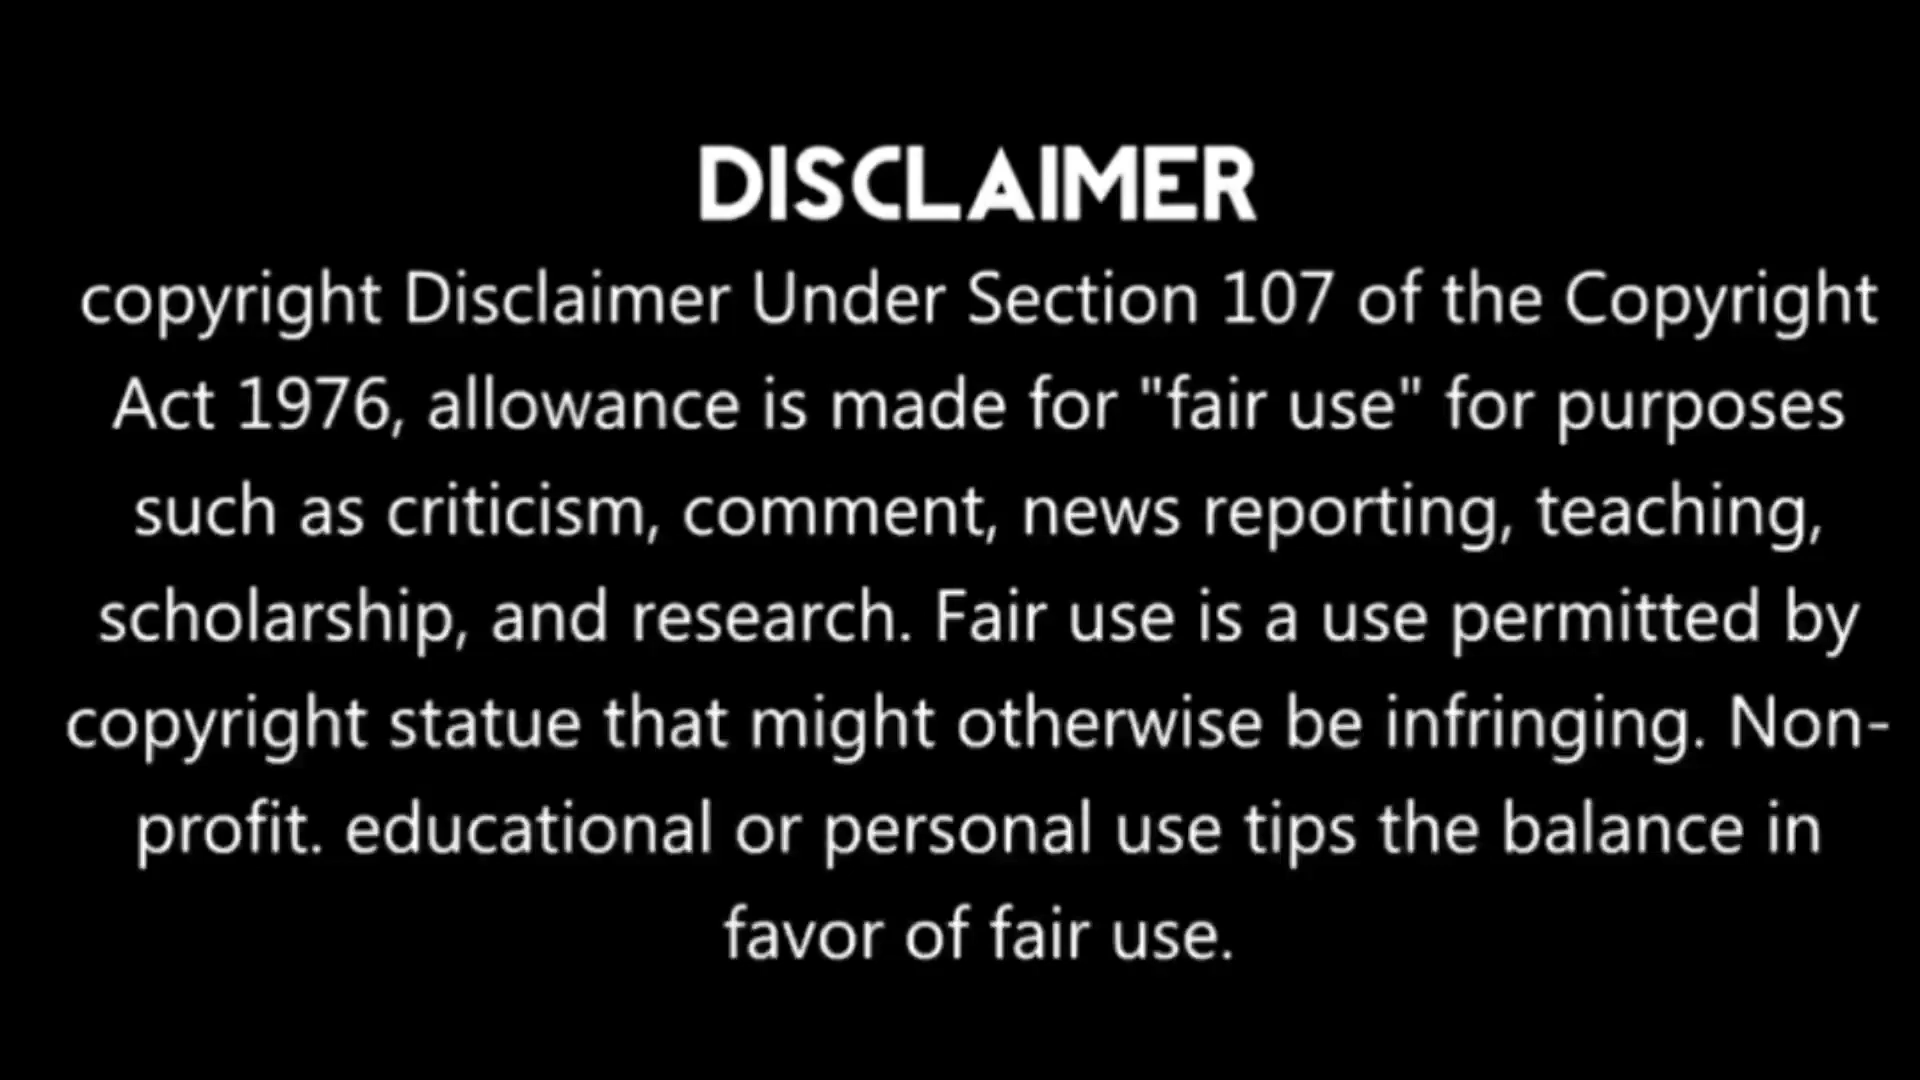 DISCLAIMER
copyright Disclaimer Under Section 107 of the Copyright
Act 1976, allowance is made for "fair use" for purposes
such as criticism, comment, news reporting, teaching,
scholarship, and research. Fair use is a use permitted by
copyright statue that might otherwise be infringing. Non-
profit. educational or personal use tips the balance in
favor of fair use.